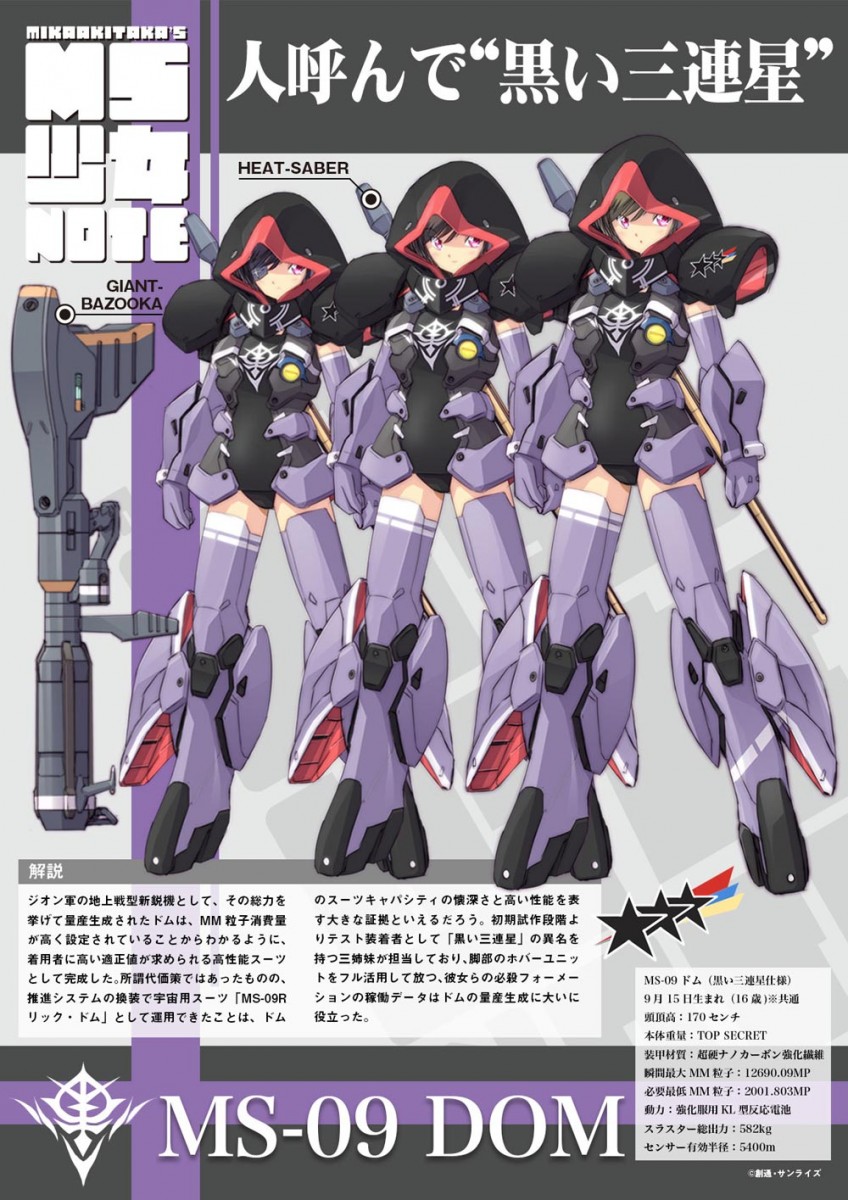 MIKAAKITAKA'S
MS
少女
NOTE
人呼んで“黒い三連星”
HEAT-SABER
GIANT-
BAZOOKA
解説
ジオン軍の地上戦型新鋭機として、その総力を
挙げて量産生成されたドムは、MM粒子消費量
が高く設定されていることからわかるように、
着用者に高い適正値が求められる高性能スーツ
として完成した。所謂代価策ではあったものの、
推進システムの換装で宇宙用スーツ「MS-09R
リック・ドム」として運用できたことは、ドム
のスーツキャパシティの懐深さと高い性能を表
す大きな証拠といえるだろう。初期試作段階よ
りテスト装着者として「黒い三連星」の異名を
持つ三姉妹が担当しており、脚部のホバーユニッ
トをフル活用して放つ、彼女らの必殺フォーメー
ションの稼働データはドムの量産生成に大いに
役立った。
MS-09 ドム（黒い三連星仕様）
9月15日生まれ（16歳)※共通
頭頂高：170センチ
本体重量：TOP SECRET
装甲材質：超硬ナノカーボン強化繊維
瞬間最大MM粒子：12690.09MP
必要最低MM粒子：2001.803MP
動力：強化服用KL型反応電池
スラスター総出力：582kg
センサー有効半径：5400m
MS-09 DOM
©創通・サンライズ